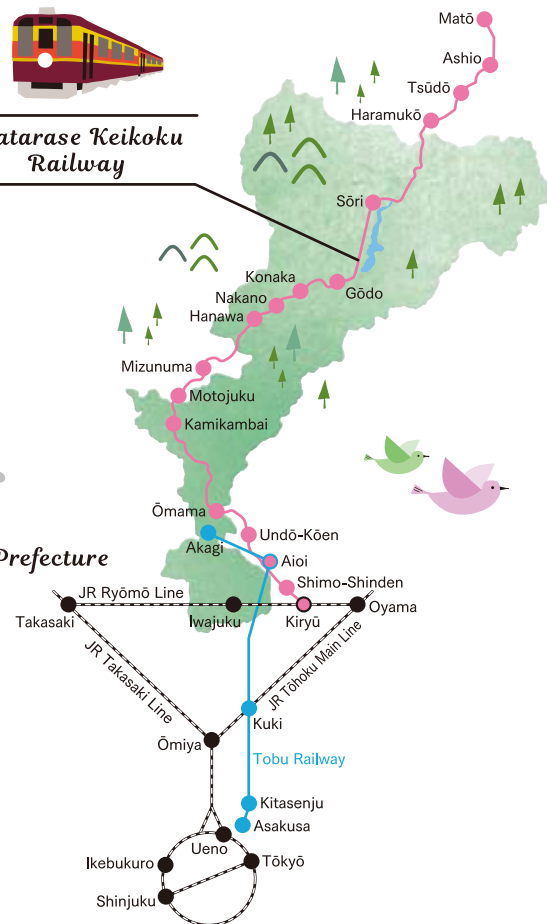 Matō
Ashio
Tsūdō
Haramukō
atarase Keikoku
Railway
Sōri
Konaka
Gōdo
Nakano
Hanawa
Mizunuma
Motojuku
Kamikambai
Ōmama
Undō-Kōen
Akagi
Aioi
Prefecture
Shimo-Shinden
JR Ryōmō Line
Takasaki
Iwajuku
Kiryū
Oyama
JR Takasaki Line
JR Tōhoku Main Line
Kuki
Ōmiya
Tobu Railway
Kitasenju
Asakusa
Ueno
Ikebukuro
Tōkyō
Shinjuku